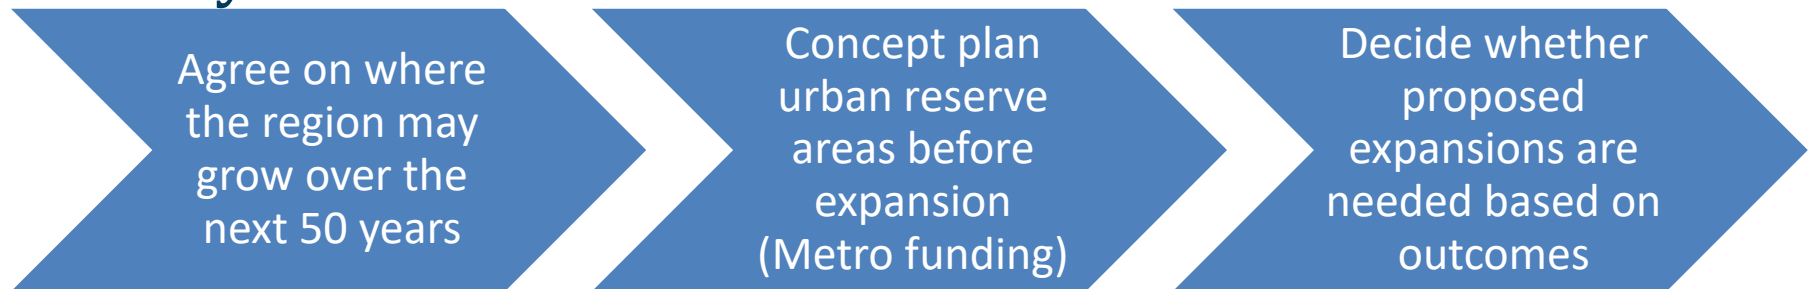 Agree on where
the region may
grow over the
next 50 years
Concept plan
urban reserve
areas before
expansion
(Metro funding)
Decide whether
proposed
expansions are
needed based on
outcomes